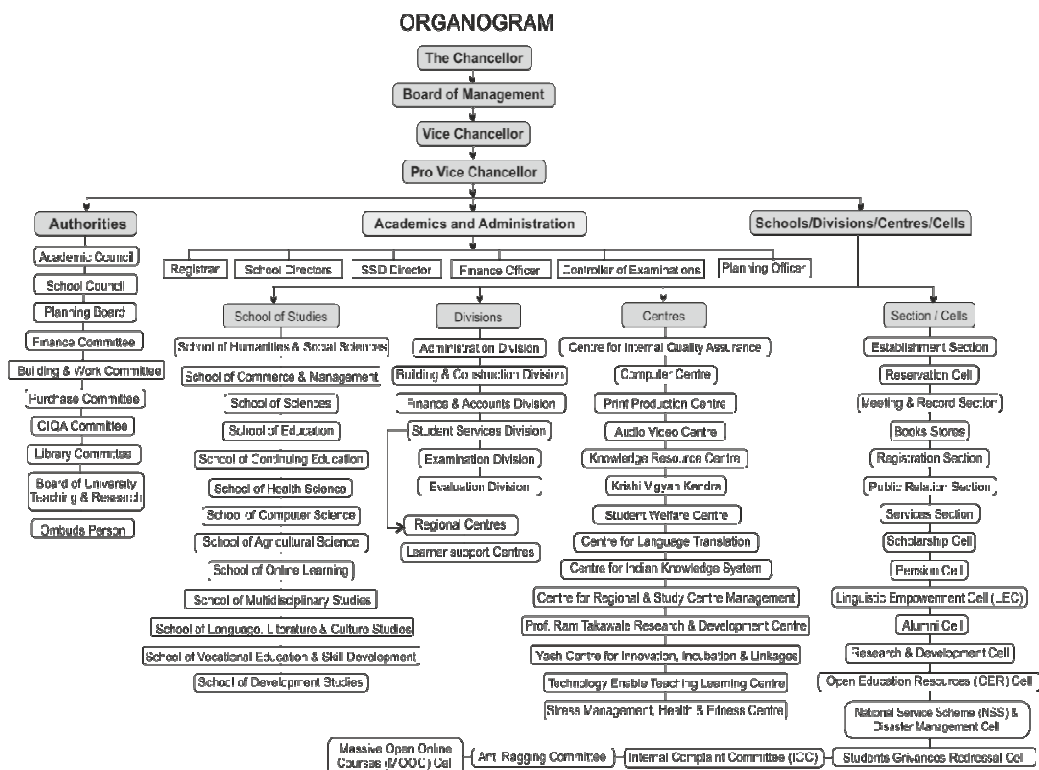 ORGANOGRAM
The Chancellor
Board of Management
Vice Chancellor
Pro Vice Chancellor
Authorities
Academic Council
School Council
Planning Board
Finance Committee
Building & Work Committee
Purchase Committee
CIQA Committee
Library Committee
Board of University
Teaching & Research
Ombuds Person
Academics and Administration
Registrar
School Directors
SSD Director
Finance Officer
Controller of Examinations
Planning Officer
Schools/Divisions/Centres/Cells
School of Studies
School of Humanities & Social Sciences
School of Commerce & Management
School of Sciences
School of Education
School of Continuing Education
School of Health Science
School of Computer Science
School of Agricultural Science
School of Online Learning
School of Multidisciplinary Studies
School of Language, Literature & Culture Studies
School of Vocational Education & Skill Development
School of Development Studies
Divisions
Administration Division
Building & Construction Division
Finance & Accounts Division
Student Services Division
Examination Division
Evaluation Division
Regional Centres
Learner support Centres
Centres
Centre for Internal Quality Assurance
Computer Centre
Print Production Centre
Audio Video Centre
Knowledge Resource Centre
Krishi Vigyan Kendra
Student Welfare Centre
Centre for Language Translation
Centre for Indian Knowledge System
Centre for Regional & Study Centre Management
Prof. Ram Takawale Research & Development Centre
Yash Centre for Innovation, Incubation & Linkages
Technology Enable Teaching Learning Centre
Stress Management, Health & Fitness Centre
Section / Cells
Establishment Section
Reservation Cell
Meeting & Record Section
Books Stores
Registration Section
Public Relation Section
Services Section
Scholarship Cell
Pension Cell
Linguistic Empowerment Cell (LEC)
Alumni Cell
Research & Development Cell
Open Education Resources (OER) Cell
National Service Scheme (NSS) &
Disaster Management Cell
Students Grivances Redressal Cell
Internal Complaint Committee (ICC)
Anti Ragging Committee
Massive Open Online
Courses (MOOC) Cell